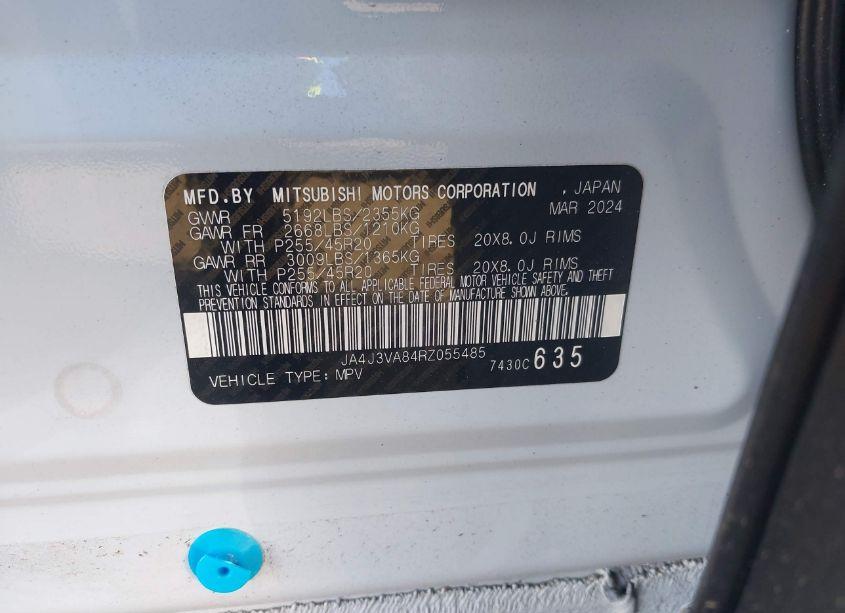 MFD.BY MITSUBISHI MOTORS CORPORATION , JAPAN
GVWR 5192LBS/2355KG MAR 2024
GAWR FR 2668LBS/1210KG
WITH P255/45R20 TIRES 20X8.0J RIMS
GAWR RR 3009LBS/1365KG
WITH P255/45R20 TIRES 20X8.0J RIMS
THIS VEHICLE CONFORMS TO ALL APPLICABLE FEDERAL MOTOR VEHICLE SAFETY AND THEFT
PREVENTION STANDARDS IN EFFECT ON THE DATE OF MANUFACTURE SHOWN ABOVE.
JA4J3VA84RZ055485
VEHICLE TYPE: MPV 7430C 635